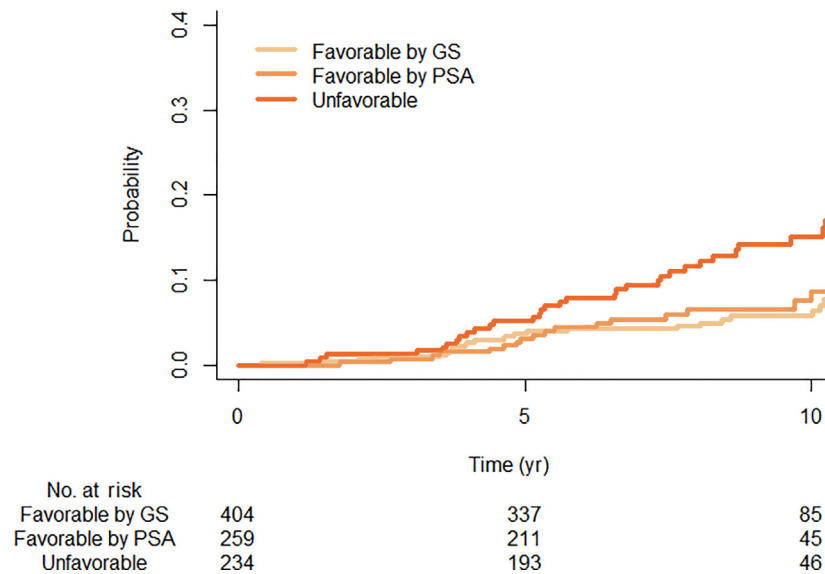 0.4
0.3
0.2
0.1
0.0
Probability
Favorable by GS
Favorable by PSA
Unfavorable
0 5 10
Time (yr)
No. at risk
Favorable by GS 404 337 85
Favorable by PSA 259 211 45
Unfavorable 234 193 46